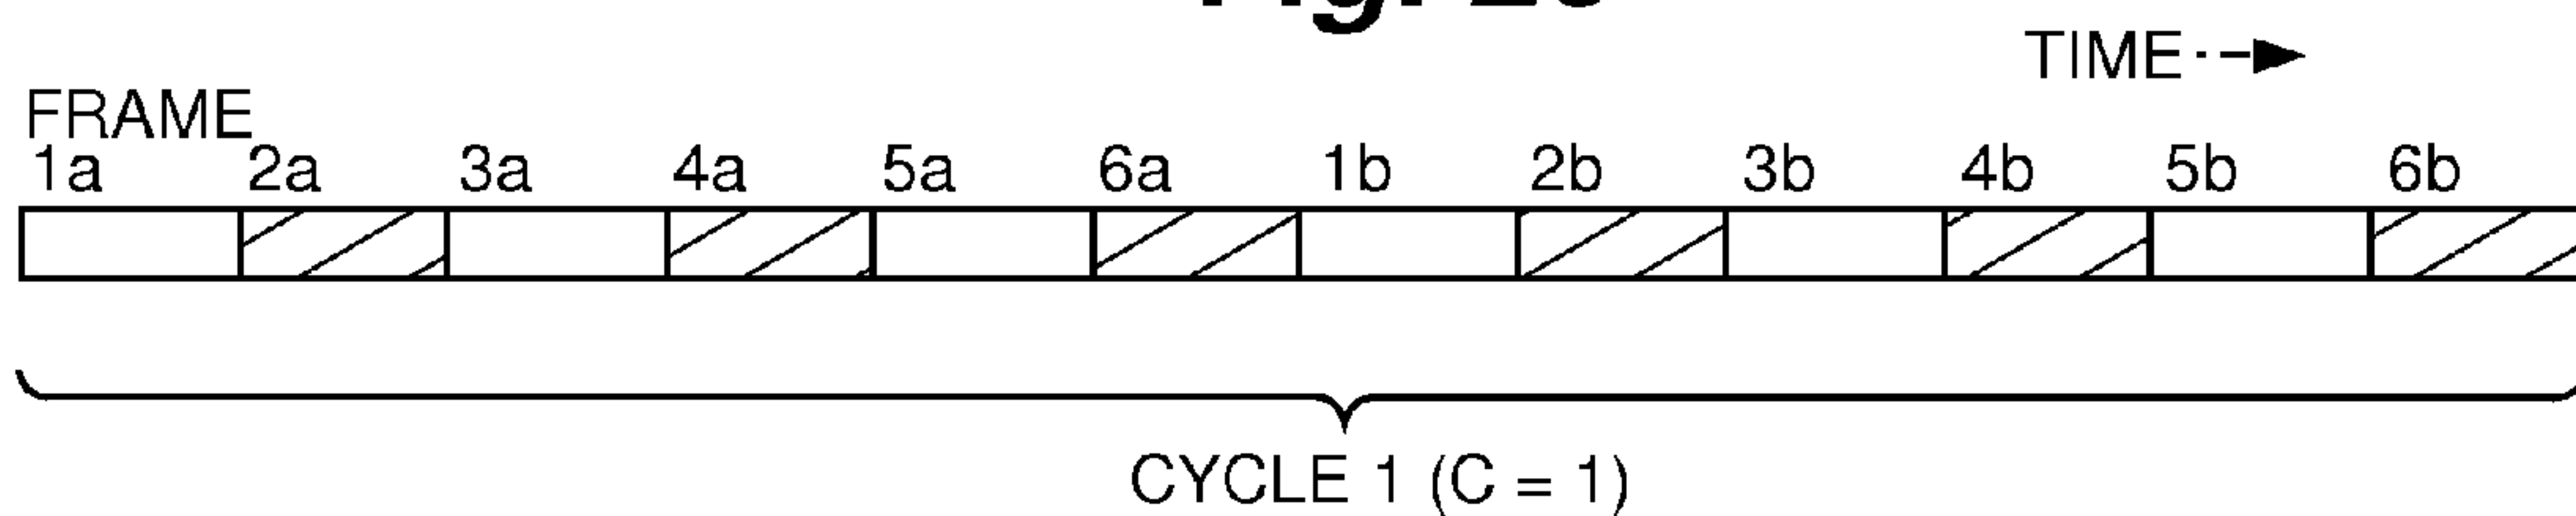 TIME
FRAME
1a 2a 3a 4a 5a 6a 1b 2b 3b 4b 5b 6b
CYCLE 1 (C = 1)